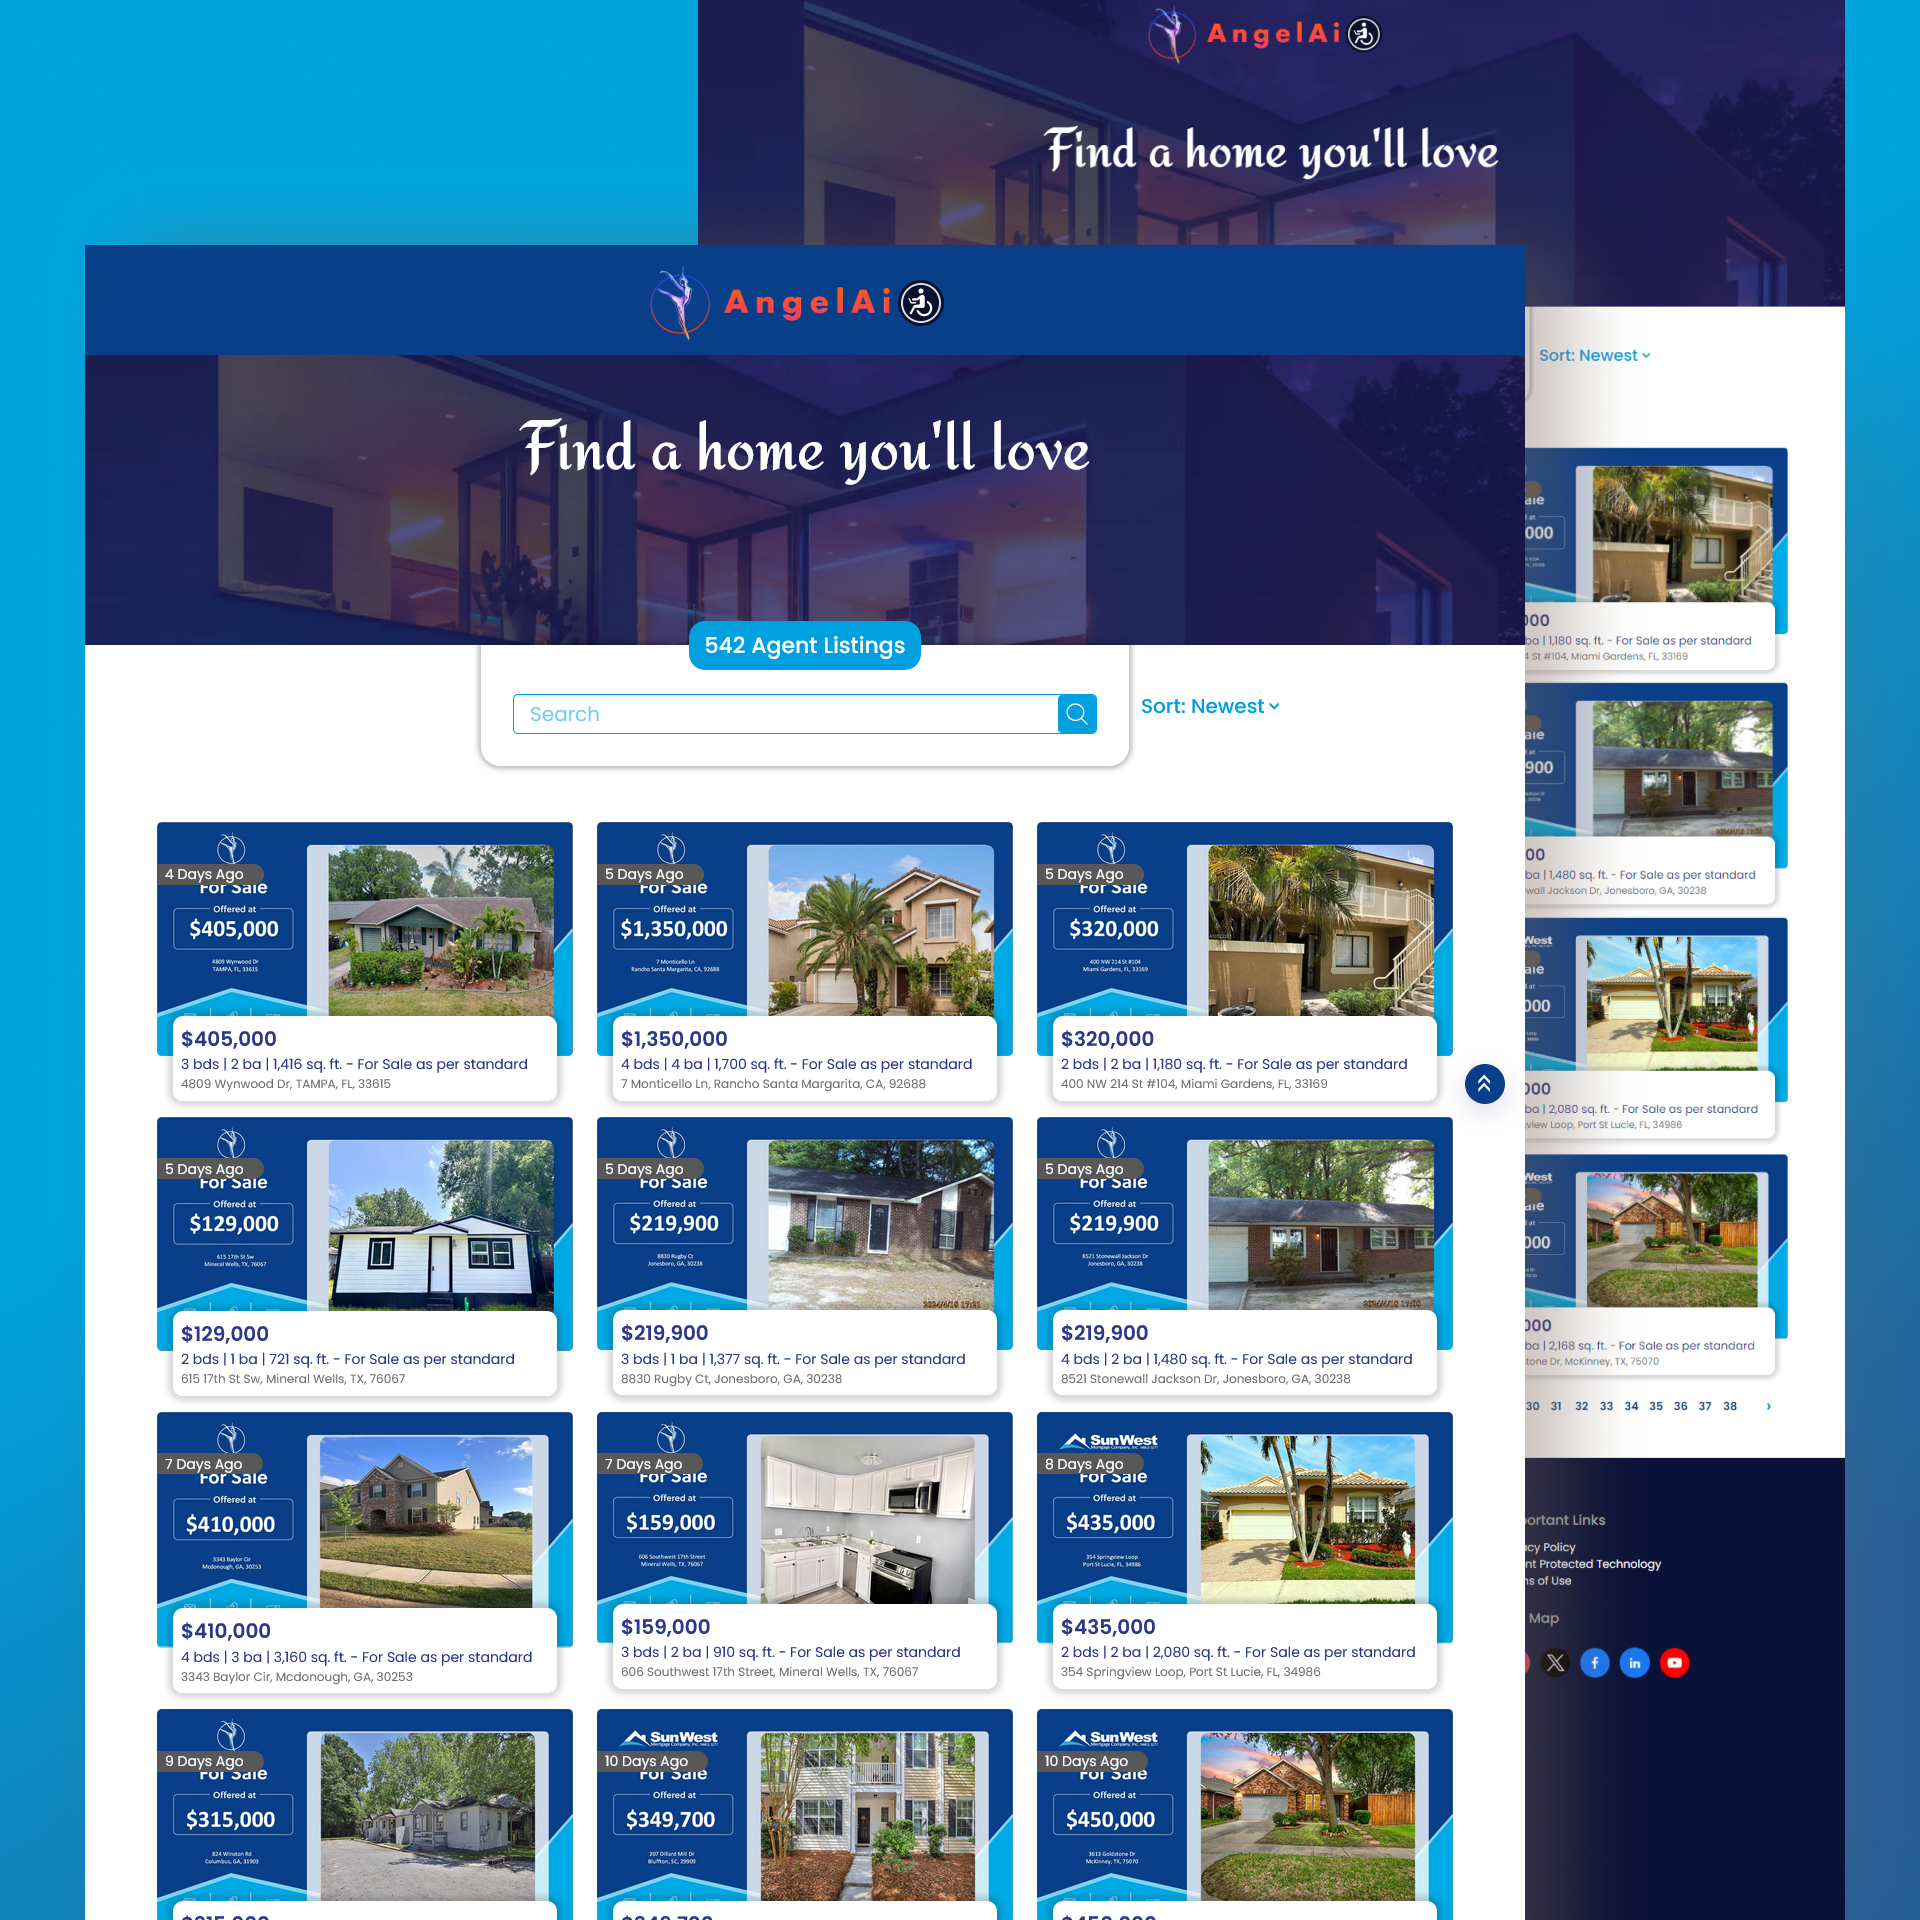 AngelAi
Find a home you'll love
AngelAi
Find a home you'll love
542 Agent Listings
Search
Sort: Newest
4 Days Ago
For Sale
Offered at
$405,000
4809 Wynwood Dr
TAMPA, FL, 33615
$405,000
3 bds | 2 ba | 1,416 sq. ft. - For Sale as per standard
4809 Wynwood Dr, TAMPA, FL, 33615
5 Days Ago
For Sale
Offered at
$1,350,000
7 Monticello Ln
Rancho Santa Margarita, CA, 92688
$1,350,000
4 bds | 4 ba | 1,700 sq. ft. - For Sale as per standard
7 Monticello Ln, Rancho Santa Margarita, CA, 92688
5 Days Ago
For Sale
Offered at
$320,000
400 NW 214 St #104
Miami Gardens, FL, 33169
$320,000
2 bds | 2 ba | 1,180 sq. ft. - For Sale as per standard
400 NW 214 St #104, Miami Gardens, FL, 33169
5 Days Ago
For Sale
Offered at
$129,000
615 17th St Sw
Mineral Wells, TX, 76067
$129,000
2 bds | 1 ba | 721 sq. ft. - For Sale as per standard
615 17th St Sw, Mineral Wells, TX, 76067
5 Days Ago
For Sale
Offered at
$219,900
8830 Rugby Ct
Jonesboro, GA, 30238
$219,900
3 bds | 1 ba | 1,377 sq. ft. - For Sale as per standard
8830 Rugby Ct, Jonesboro, GA, 30238
5 Days Ago
For Sale
Offered at
$219,900
8521 Stonewall Jackson Dr
Jonesboro, GA, 30238
$219,900
4 bds | 2 ba | 1,480 sq. ft. - For Sale as per standard
8521 Stonewall Jackson Dr, Jonesboro, GA, 30238
7 Days Ago
For Sale
Offered at
$410,000
3343 Baylor Cir
Mcdonough, GA, 30253
$410,000
4 bds | 3 ba | 3,160 sq. ft. - For Sale as per standard
3343 Baylor Cir, Mcdonough, GA, 30253
7 Days Ago
For Sale
Offered at
$159,000
606 Southwest 17th Street
Mineral Wells, TX, 76067
$159,000
3 bds | 2 ba | 910 sq. ft. - For Sale as per standard
606 Southwest 17th Street, Mineral Wells, TX, 76067
SunWest
Mortgage Company, Inc.
8 Days Ago
For Sale
Offered at
$435,000
354 Springview Loop
Port St Lucie, FL, 34986
$435,000
2 bds | 2 ba | 2,080 sq. ft. - For Sale as per standard
354 Springview Loop, Port St Lucie, FL, 34986
9 Days Ago
For Sale
Offered at
$315,000
824 Winston Rd
Columbus, GA, 31903
SunWest
Mortgage Company, Inc.
10 Days Ago
For Sale
Offered at
$349,700
207 Dillard Mill Dr
Bluffton, SC, 29909
SunWest
Mortgage Company, Inc.
10 Days Ago
For Sale
Offered at
$450,000
3613 Goldstone Dr
McKinney, TX, 75070
Sort: Newest
ale
000
000
ba | 1,180 sq. ft. - For Sale as per standard
4 St #104, Miami Gardens, FL, 33169
ale
900
00
ba | 1,480 sq. ft. - For Sale as per standard
wall Jackson Dr, Jonesboro, GA, 30238
West
ale
000
000
ba | 2,080 sq. ft. - For Sale as per standard
view Loop, Port St Lucie, FL, 34986
West
ale
000
000
ba | 2,168 sq. ft. - For Sale as per standard
tone Dr, McKinney, TX, 75070
30 31 32 33 34 35 36 37 38 ›
portant Links
cy Policy
nt Protected Technology
ns of Use
Map